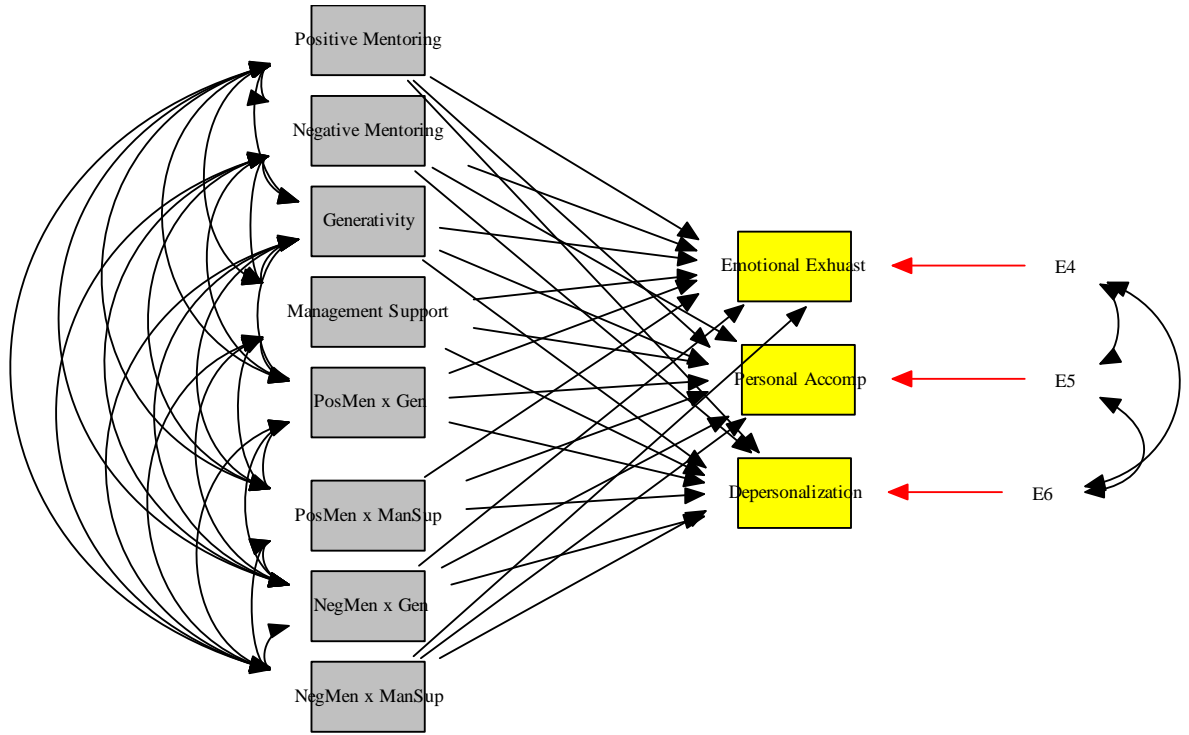 Positive Mentoring
Negative Mentoring
Generativity
Management Support
PosMen x Gen
PosMen x ManSup
NegMen x Gen
NegMen x ManSup
Emotional Exhuast
Personal Accomp
Depersonalization
E4
E5
E6